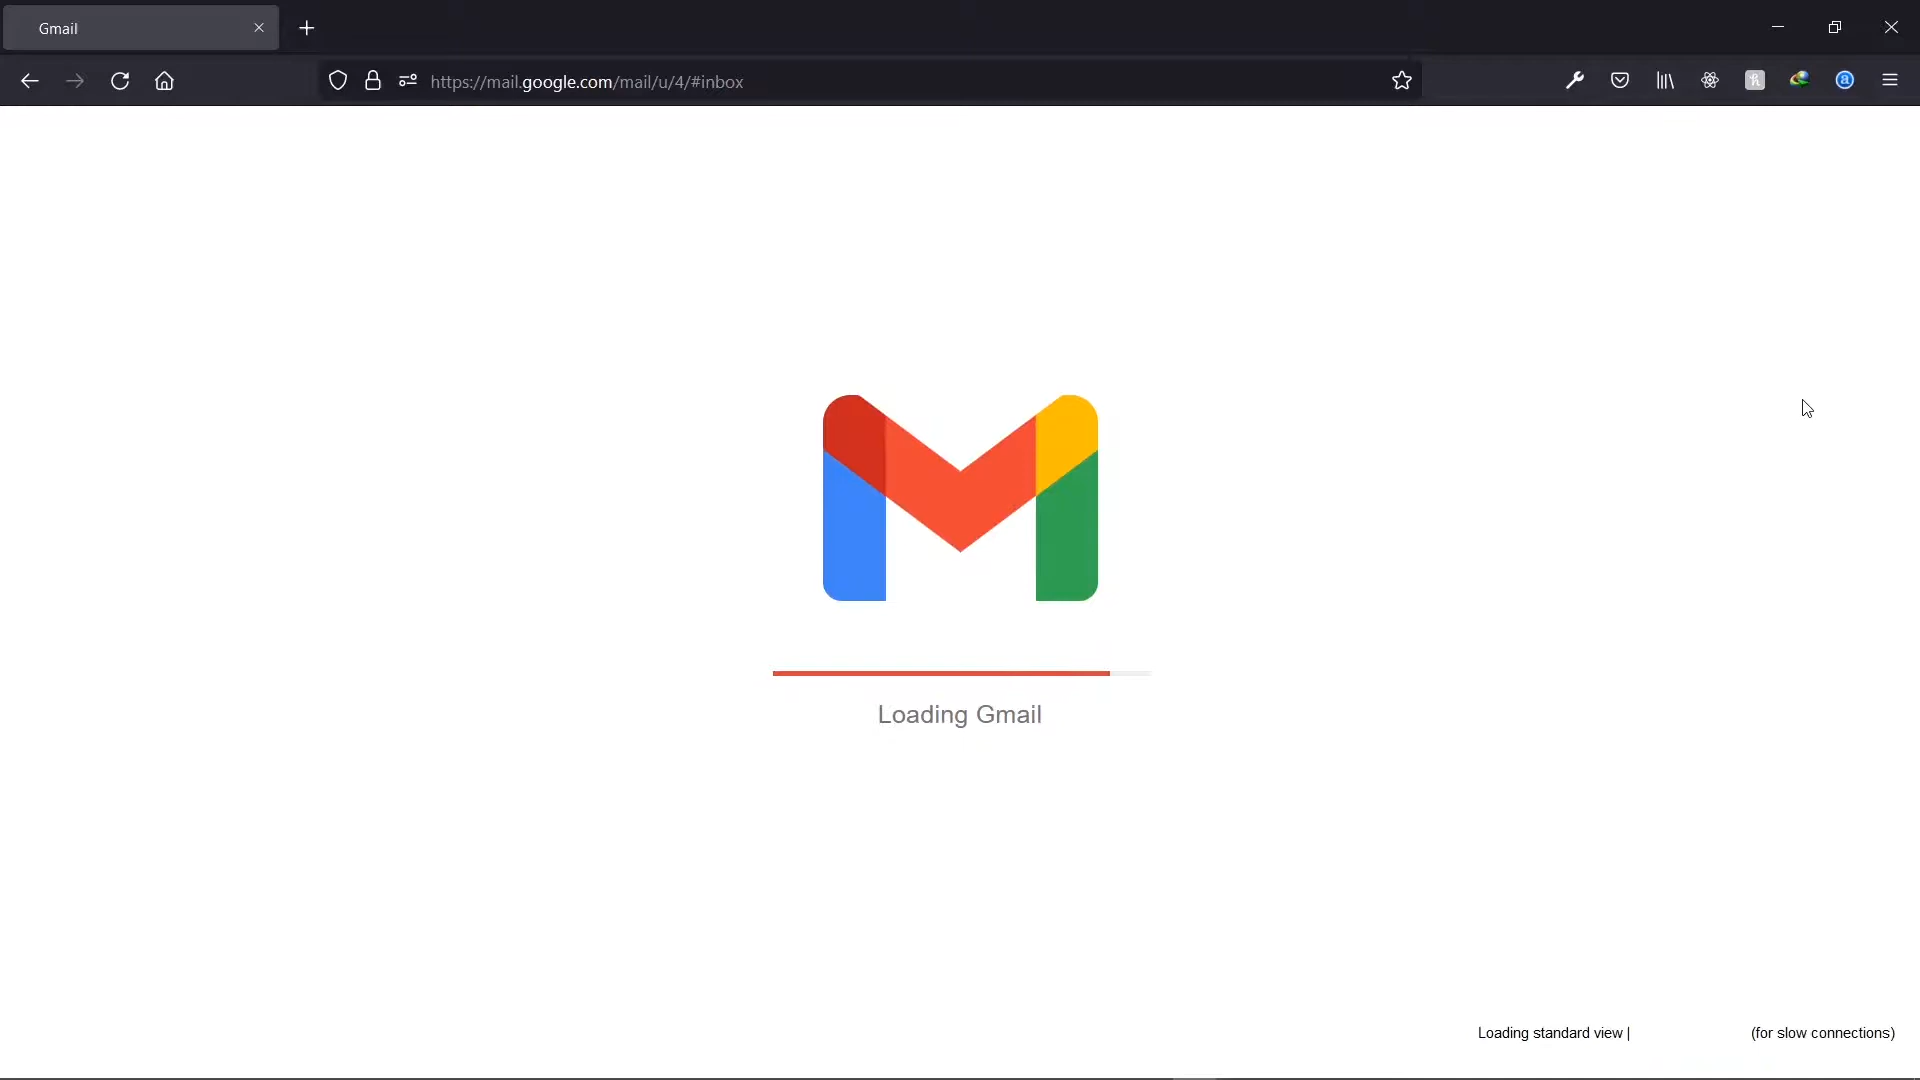 Gmail
https://mail.google.com/mail/u/4/#inbox
Loading Gmail
Loading standard view | (for slow connections)